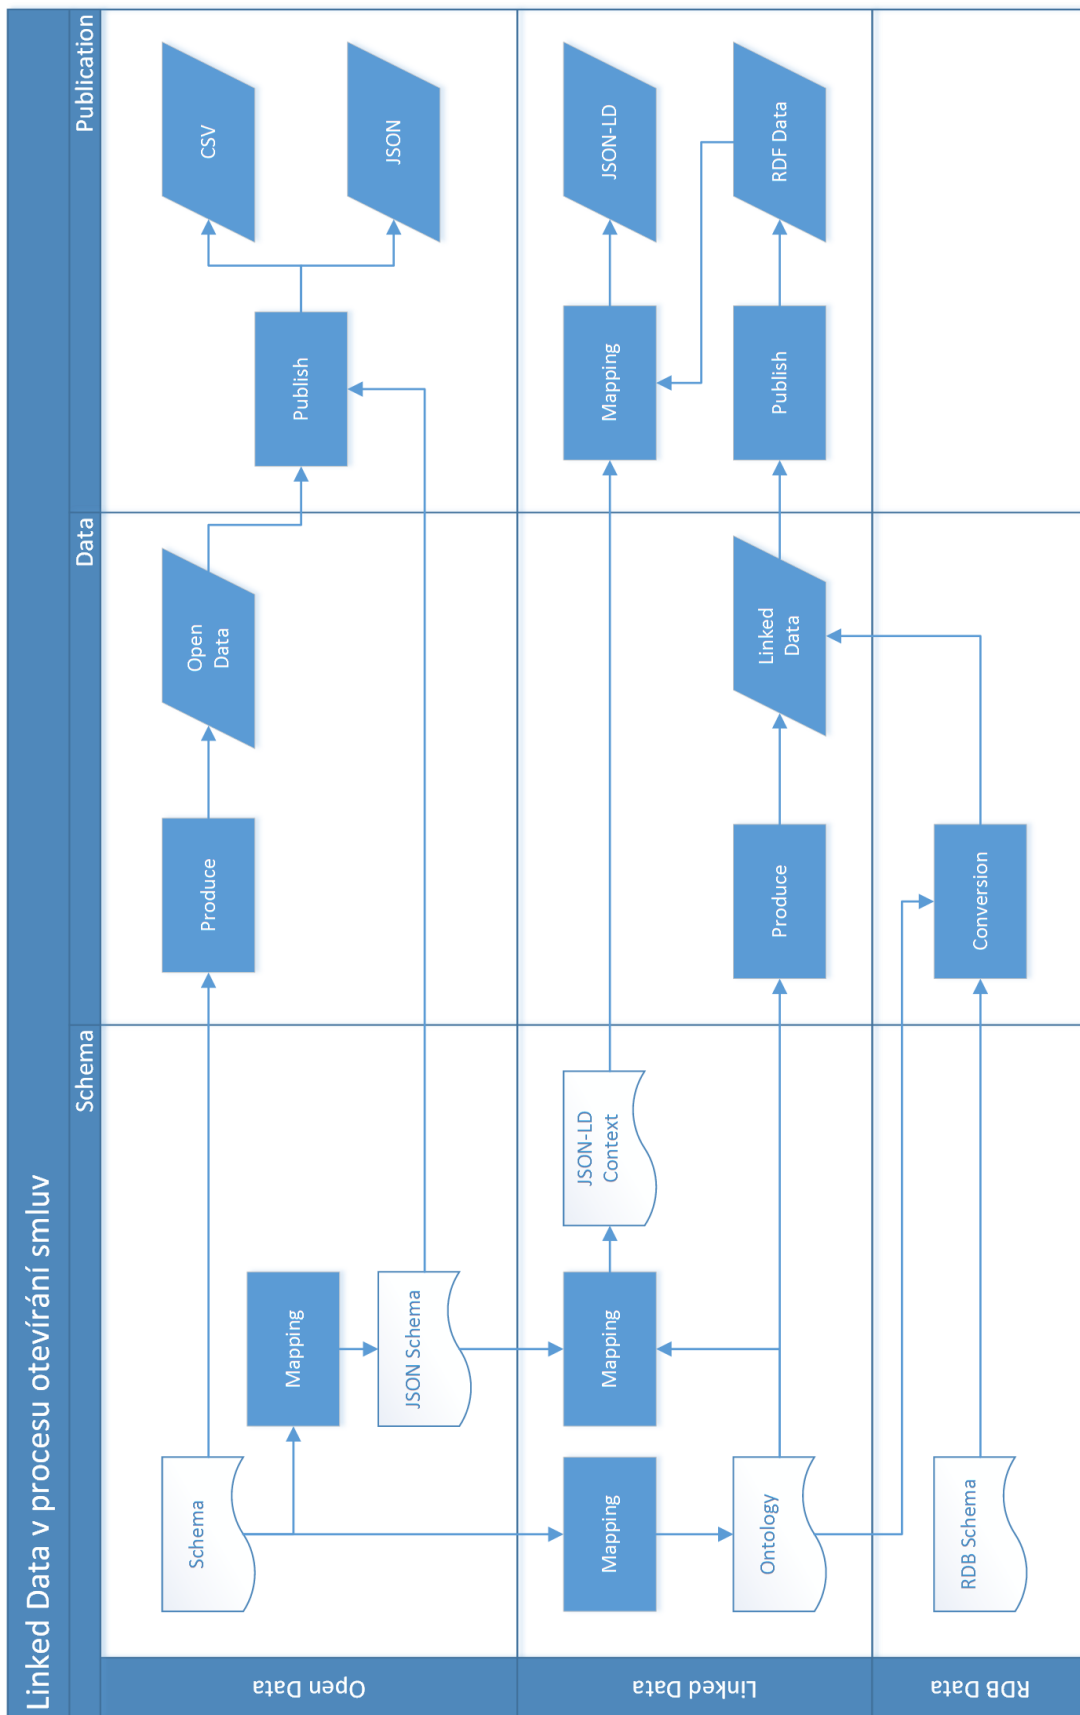 Linked Data v procesu otevírání smluv
Schema
Data
Publication
Open Data
Schema
Mapping
JSON Schema
Produce
Open
Data
Publish
CSV
JSON
Linked Data
Mapping
Mapping
JSON-LD
Context
Mapping
JSON-LD
Ontology
Produce
Linked
Data
Publish
RDF Data
RDB Data
RDB Schema
Conversion